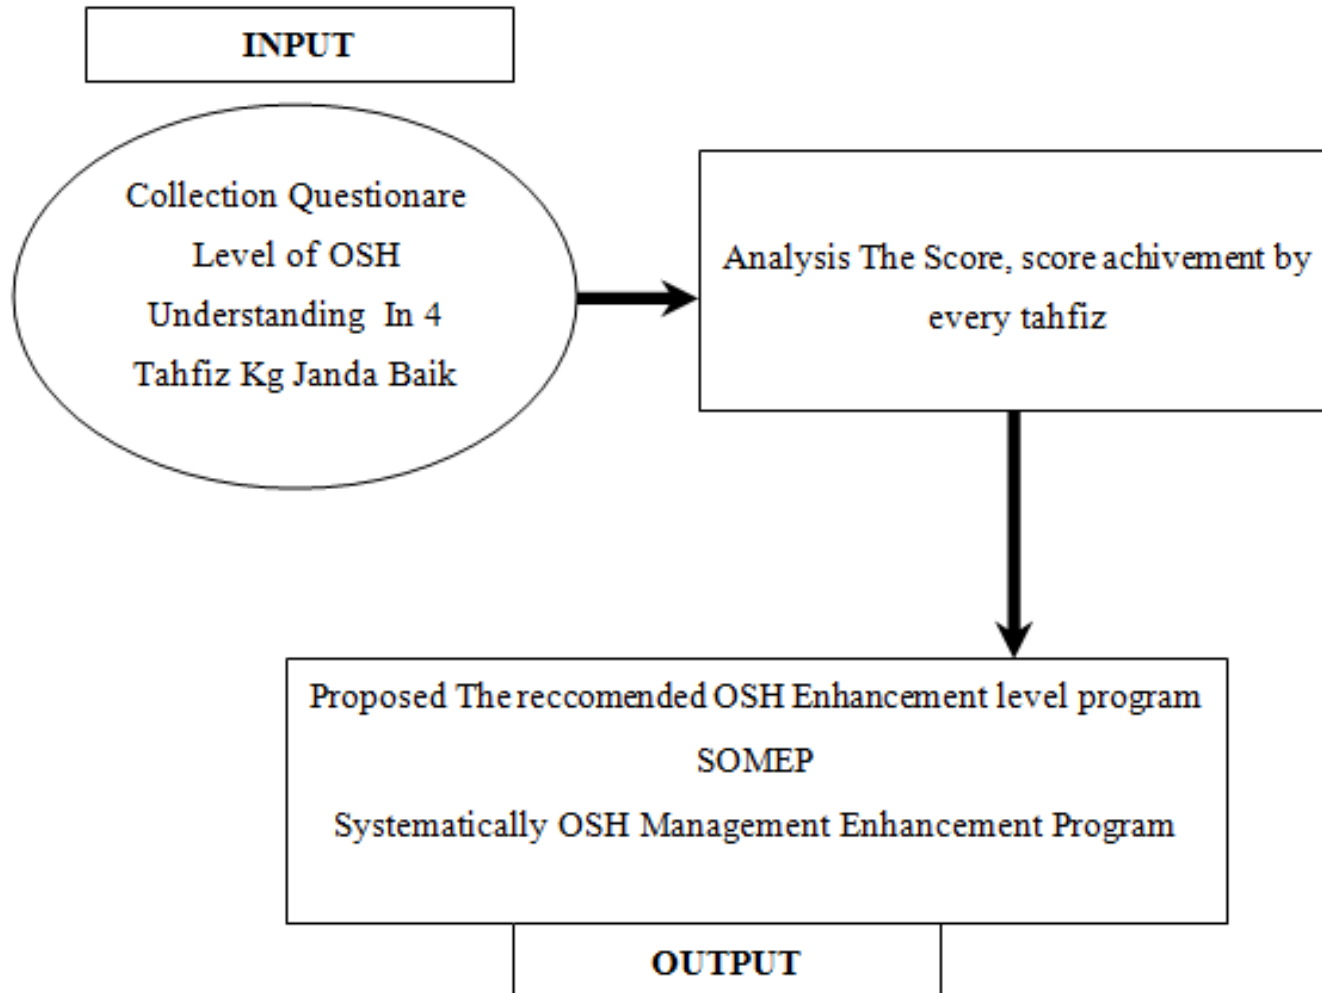 INPUT
Collection Questionare
Level of OSH
Understanding In 4
Tahfiz Kg Janda Baik
Analysis The Score, score achivement by
every tahfiz
Proposed The reccomended OSH Enhancement level program
SOMEP
Systematically OSH Management Enhancement Program
OUTPUT